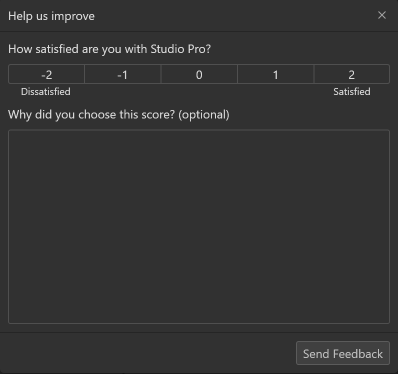 Help us improve
How satisfied are you with Studio Pro?
-2 -1 0 1 2
Dissatisfied Satisfied
Why did you choose this score? (optional)
Send Feedback